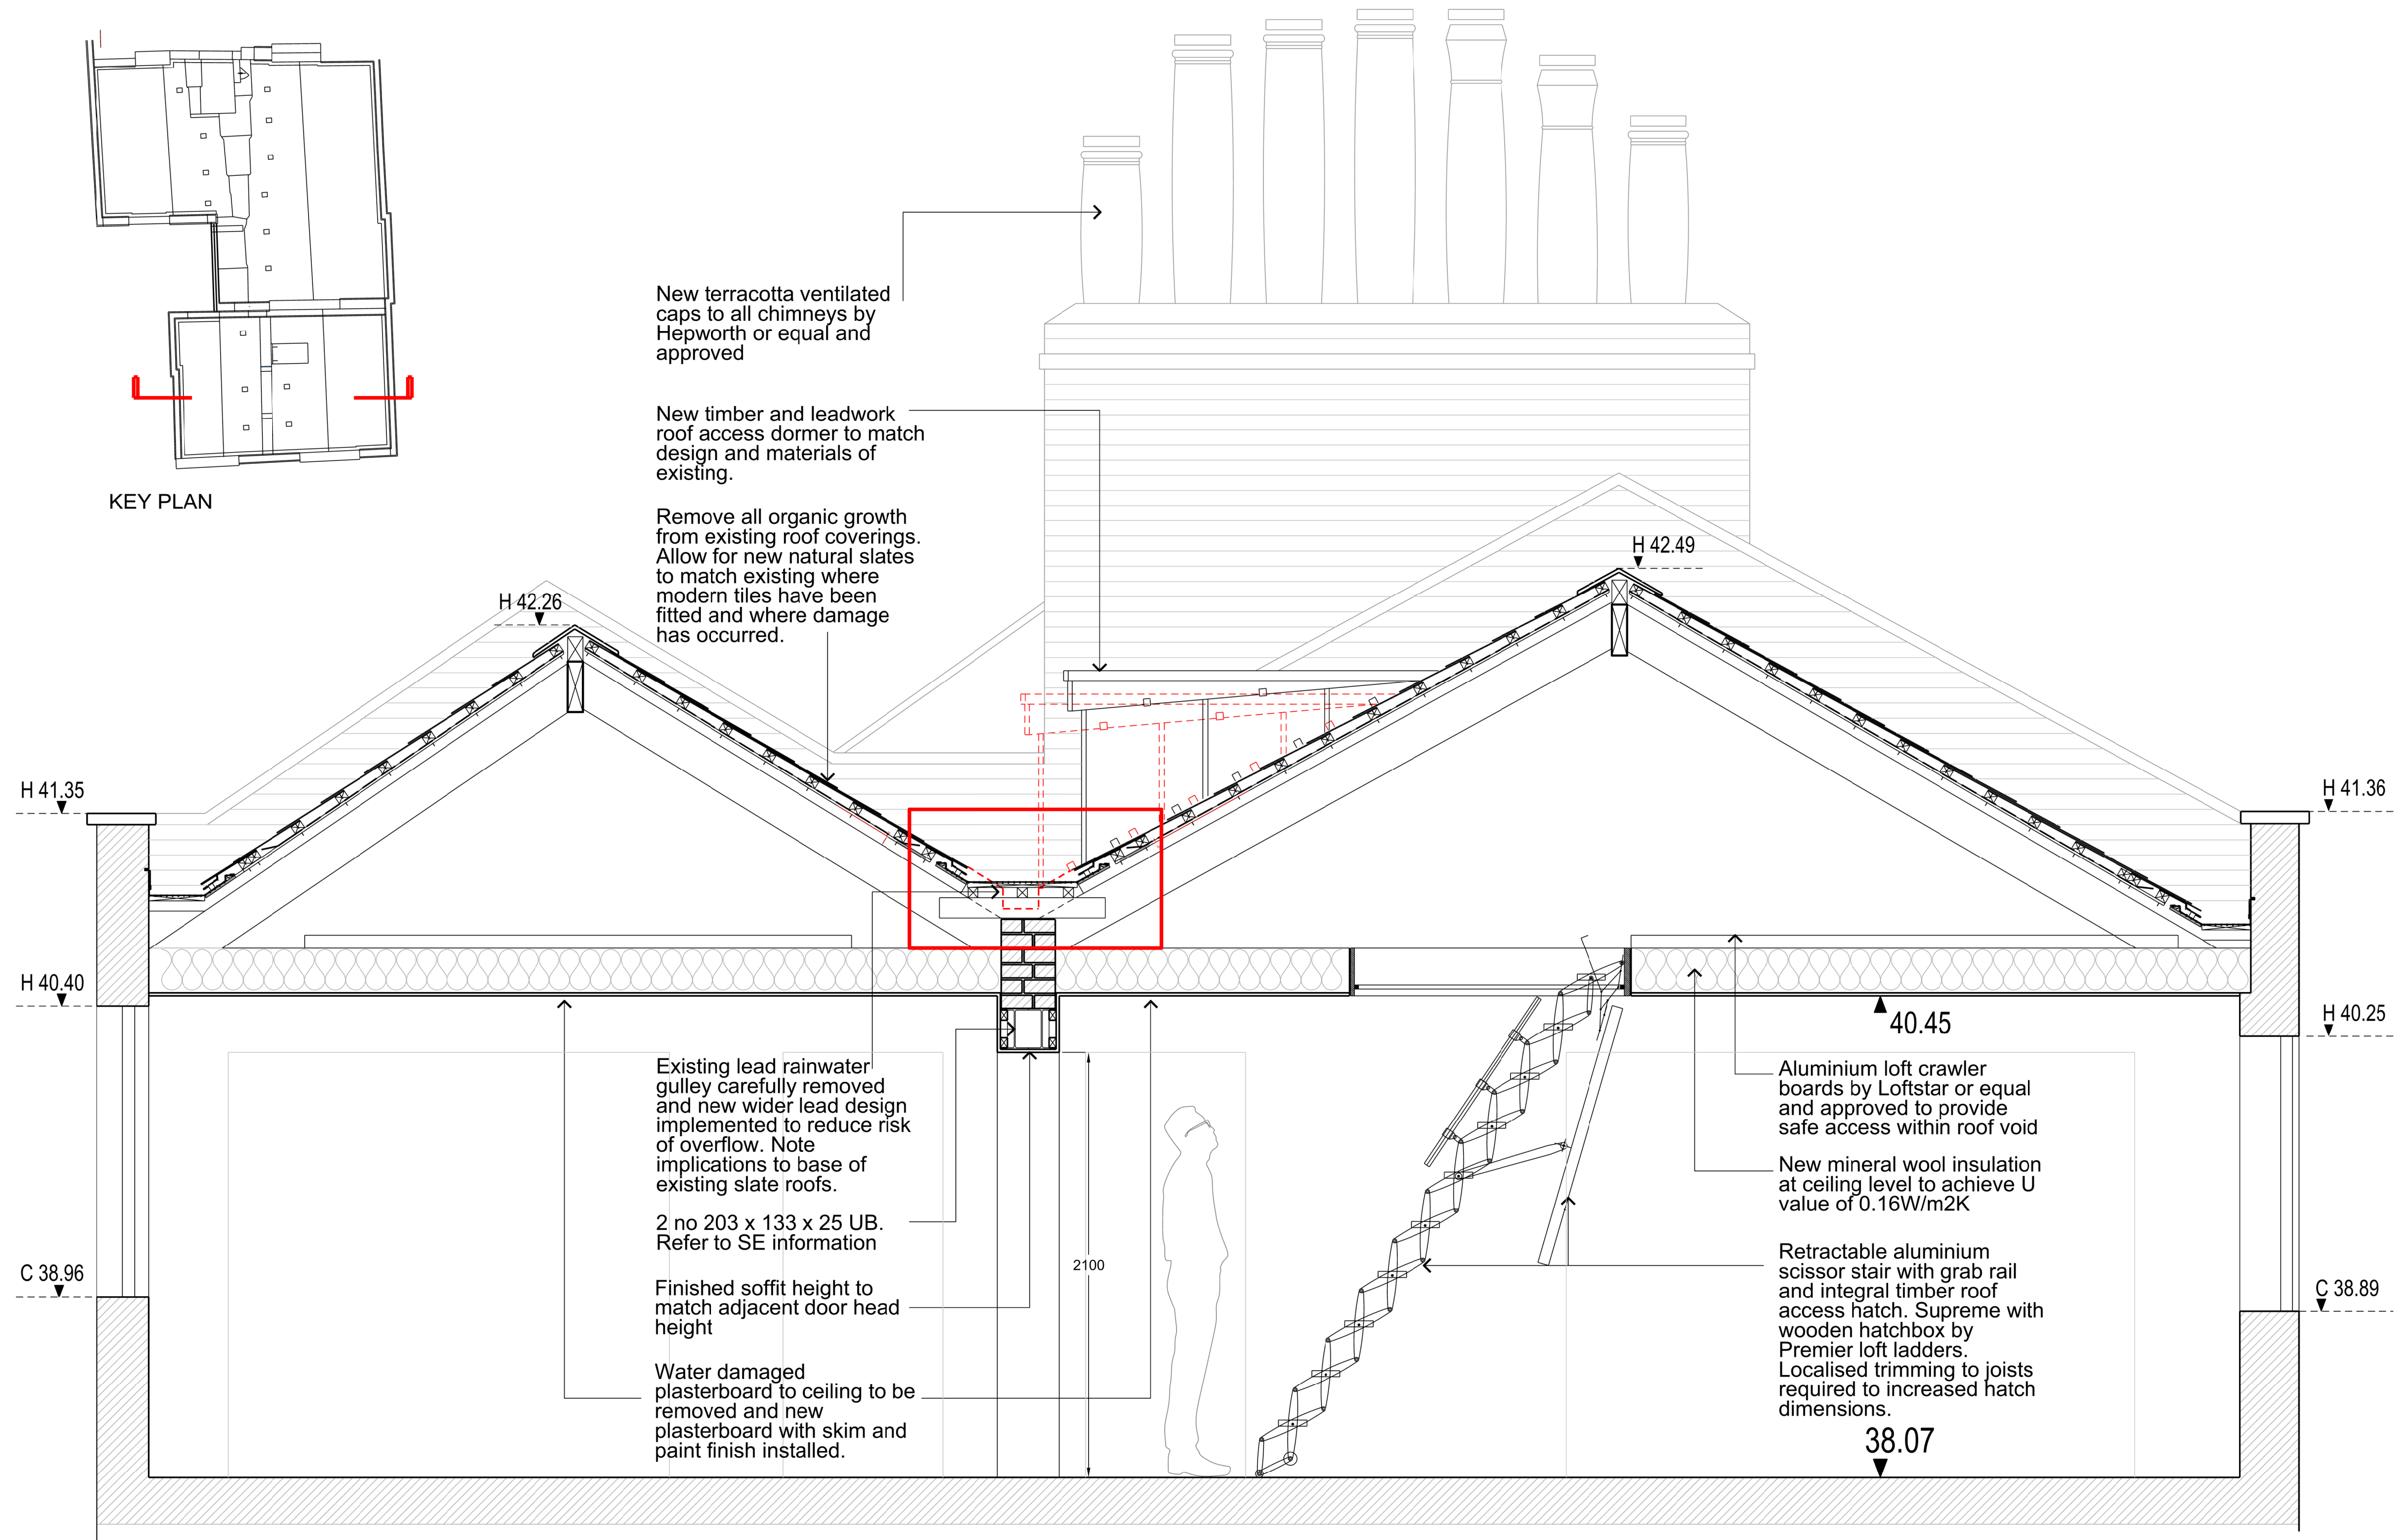 KEY PLAN
New terracotta ventilated
caps to all chimneys by
Hepworth or equal and
approved
New timber and leadwork
roof access dormer to match
design and materials of
existing.
Remove all organic growth
from existing roof coverings.
Allow for new natural slates
to match existing where
modern tiles have been
fitted and where damage
has occurred.
H 42.26
H 42.49
H 41.35
H 41.36
H 40.40
H 40.25
40.45
C 38.96
C 38.89
Existing lead rainwater
gulley carefully removed
and new wider lead design
implemented to reduce risk
of overflow. Note
implications to base of
existing slate roofs.
2 no 203 x 133 x 25 UB.
Refer to SE information
Finished soffit height to
match adjacent door head
height
Water damaged
plasterboard to ceiling to be
removed and new
plasterboard with skim and
paint finish installed.
2100
Aluminium loft crawler
boards by Loftstar or equal
and approved to provide
safe access within roof void
New mineral wool insulation
at ceiling level to achieve U
value of 0.16W/m2K
Retractable aluminium
scissor stair with grab rail
and integral timber roof
access hatch. Supreme with
wooden hatchbox by
Premier loft ladders.
Localised trimming to joists
required to increased hatch
dimensions.
38.07